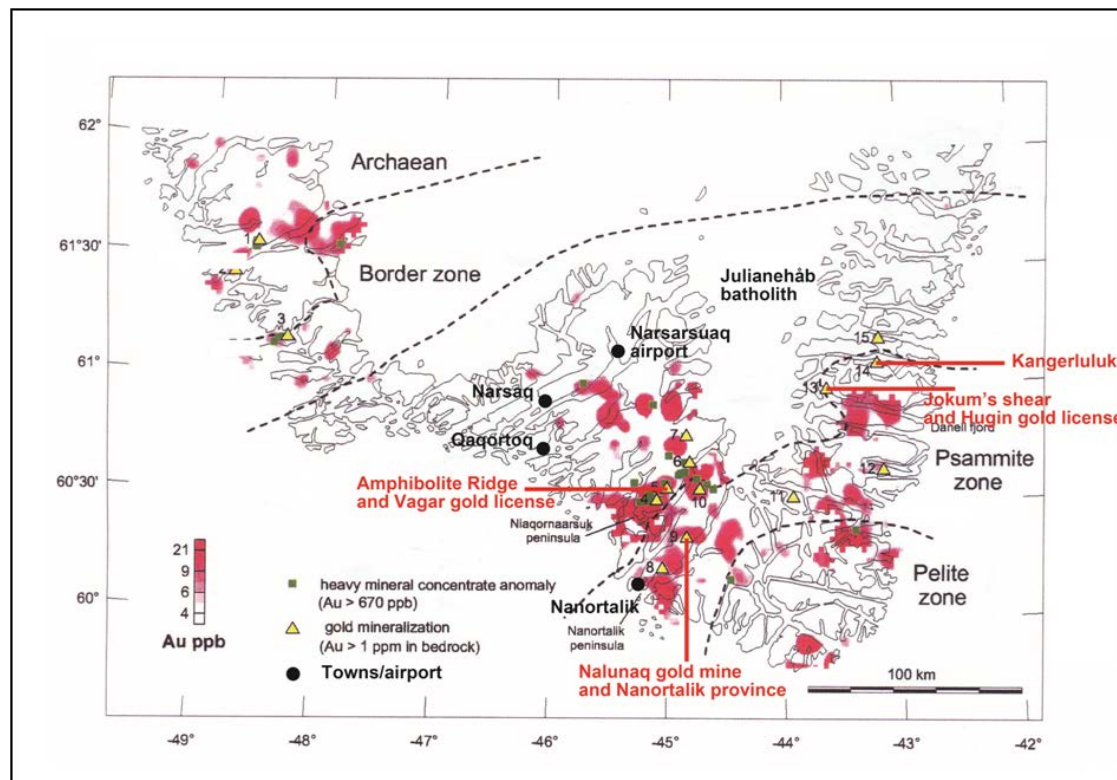 62°
61°30'
61°
60°30'
60°
Archaean
Border zone
Julianehåb
batholith
Narsarsuaq
airport
Narsaq
Qaqortoq
1
3
15
14
Kangerluluk
13
Jokum's shear
and Hugin gold license
Danell fjord
Psammite
zone
12
11
7
6
5
10
Amphibolite Ridge
and Vagar gold license
Niaqornaarsuk
peninsula
9
8
Nanortalik
Nanortalik
peninsula
Pelite
zone
Nalunaq gold mine
and Nanortalik province
21
9
6
4
Au ppb
heavy mineral concentrate anomaly
(Au > 670 ppb)
gold mineralization
(Au > 1 ppm in bedrock)
Towns/airport
100 km
-49°
-48°
-47°
-46°
-45°
-44°
-43°
-42°